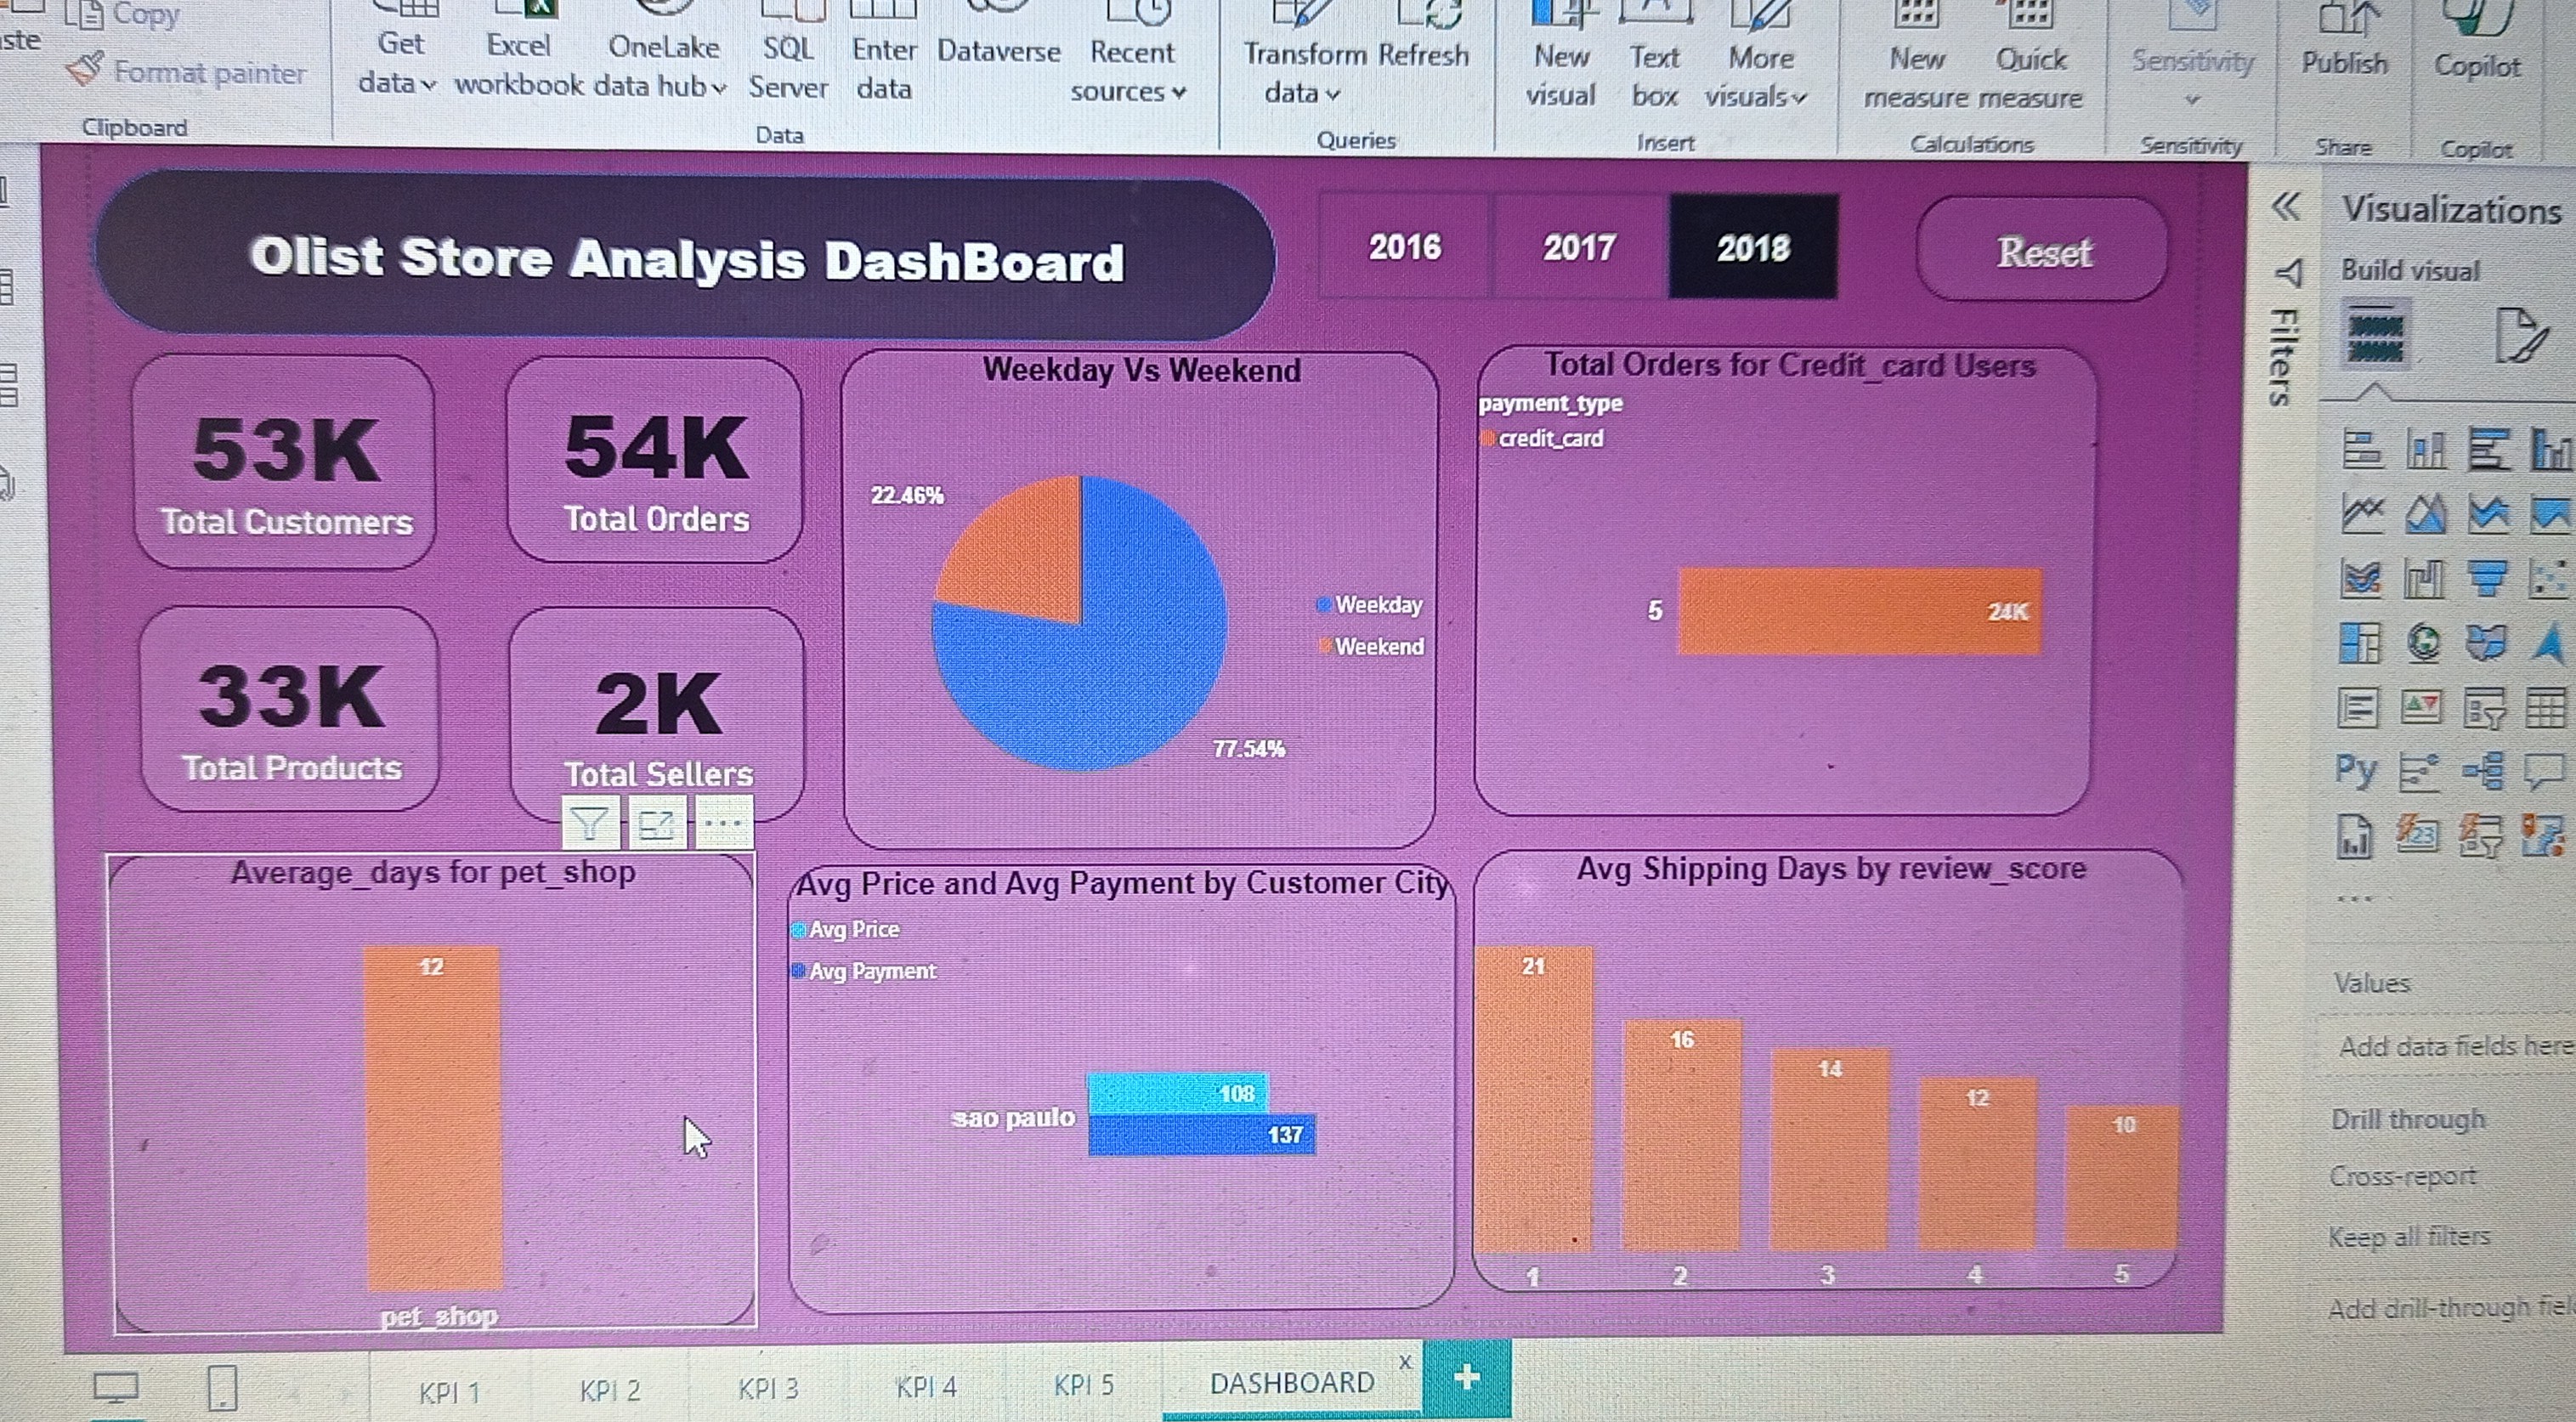 Copy
Format painter
Clipboard
Get data
Excel workbook
OneLake data hub
SQL Server
Enter data
Dataverse
Recent sources
Data
Transform data
Refresh
Queries
New visual
Text box
More visuals
Insert
New measure
Quick measure
Calculations
Sensitivity
Sensitivity
Publish
Share
Copilot
Copilot
Olist Store Analysis DashBoard
2016
2017
2018
Reset
53K
Total Customers
54K
Total Orders
33K
Total Products
2K
Total Sellers
Weekday Vs Weekend
22.46%
77.54%
Weekday
Weekend
Total Orders for Credit_card Users
payment_type
credit_card
5
24K
Average_days for pet_shop
12
pet_shop
Avg Price and Avg Payment by Customer City
Avg Price
Avg Payment
sao paulo
108
137
Avg Shipping Days by review_score
21
16
14
12
10
1
2
3
4
5
Filters
Visualizations
Build visual
Py
123
...
Values
Add data fields here
Drill through
Cross-report
Keep all filters
Add drill-through
KPI 1
KPI 2
KPI 3
KPI 4
KPI 5
DASHBOARD
x
+